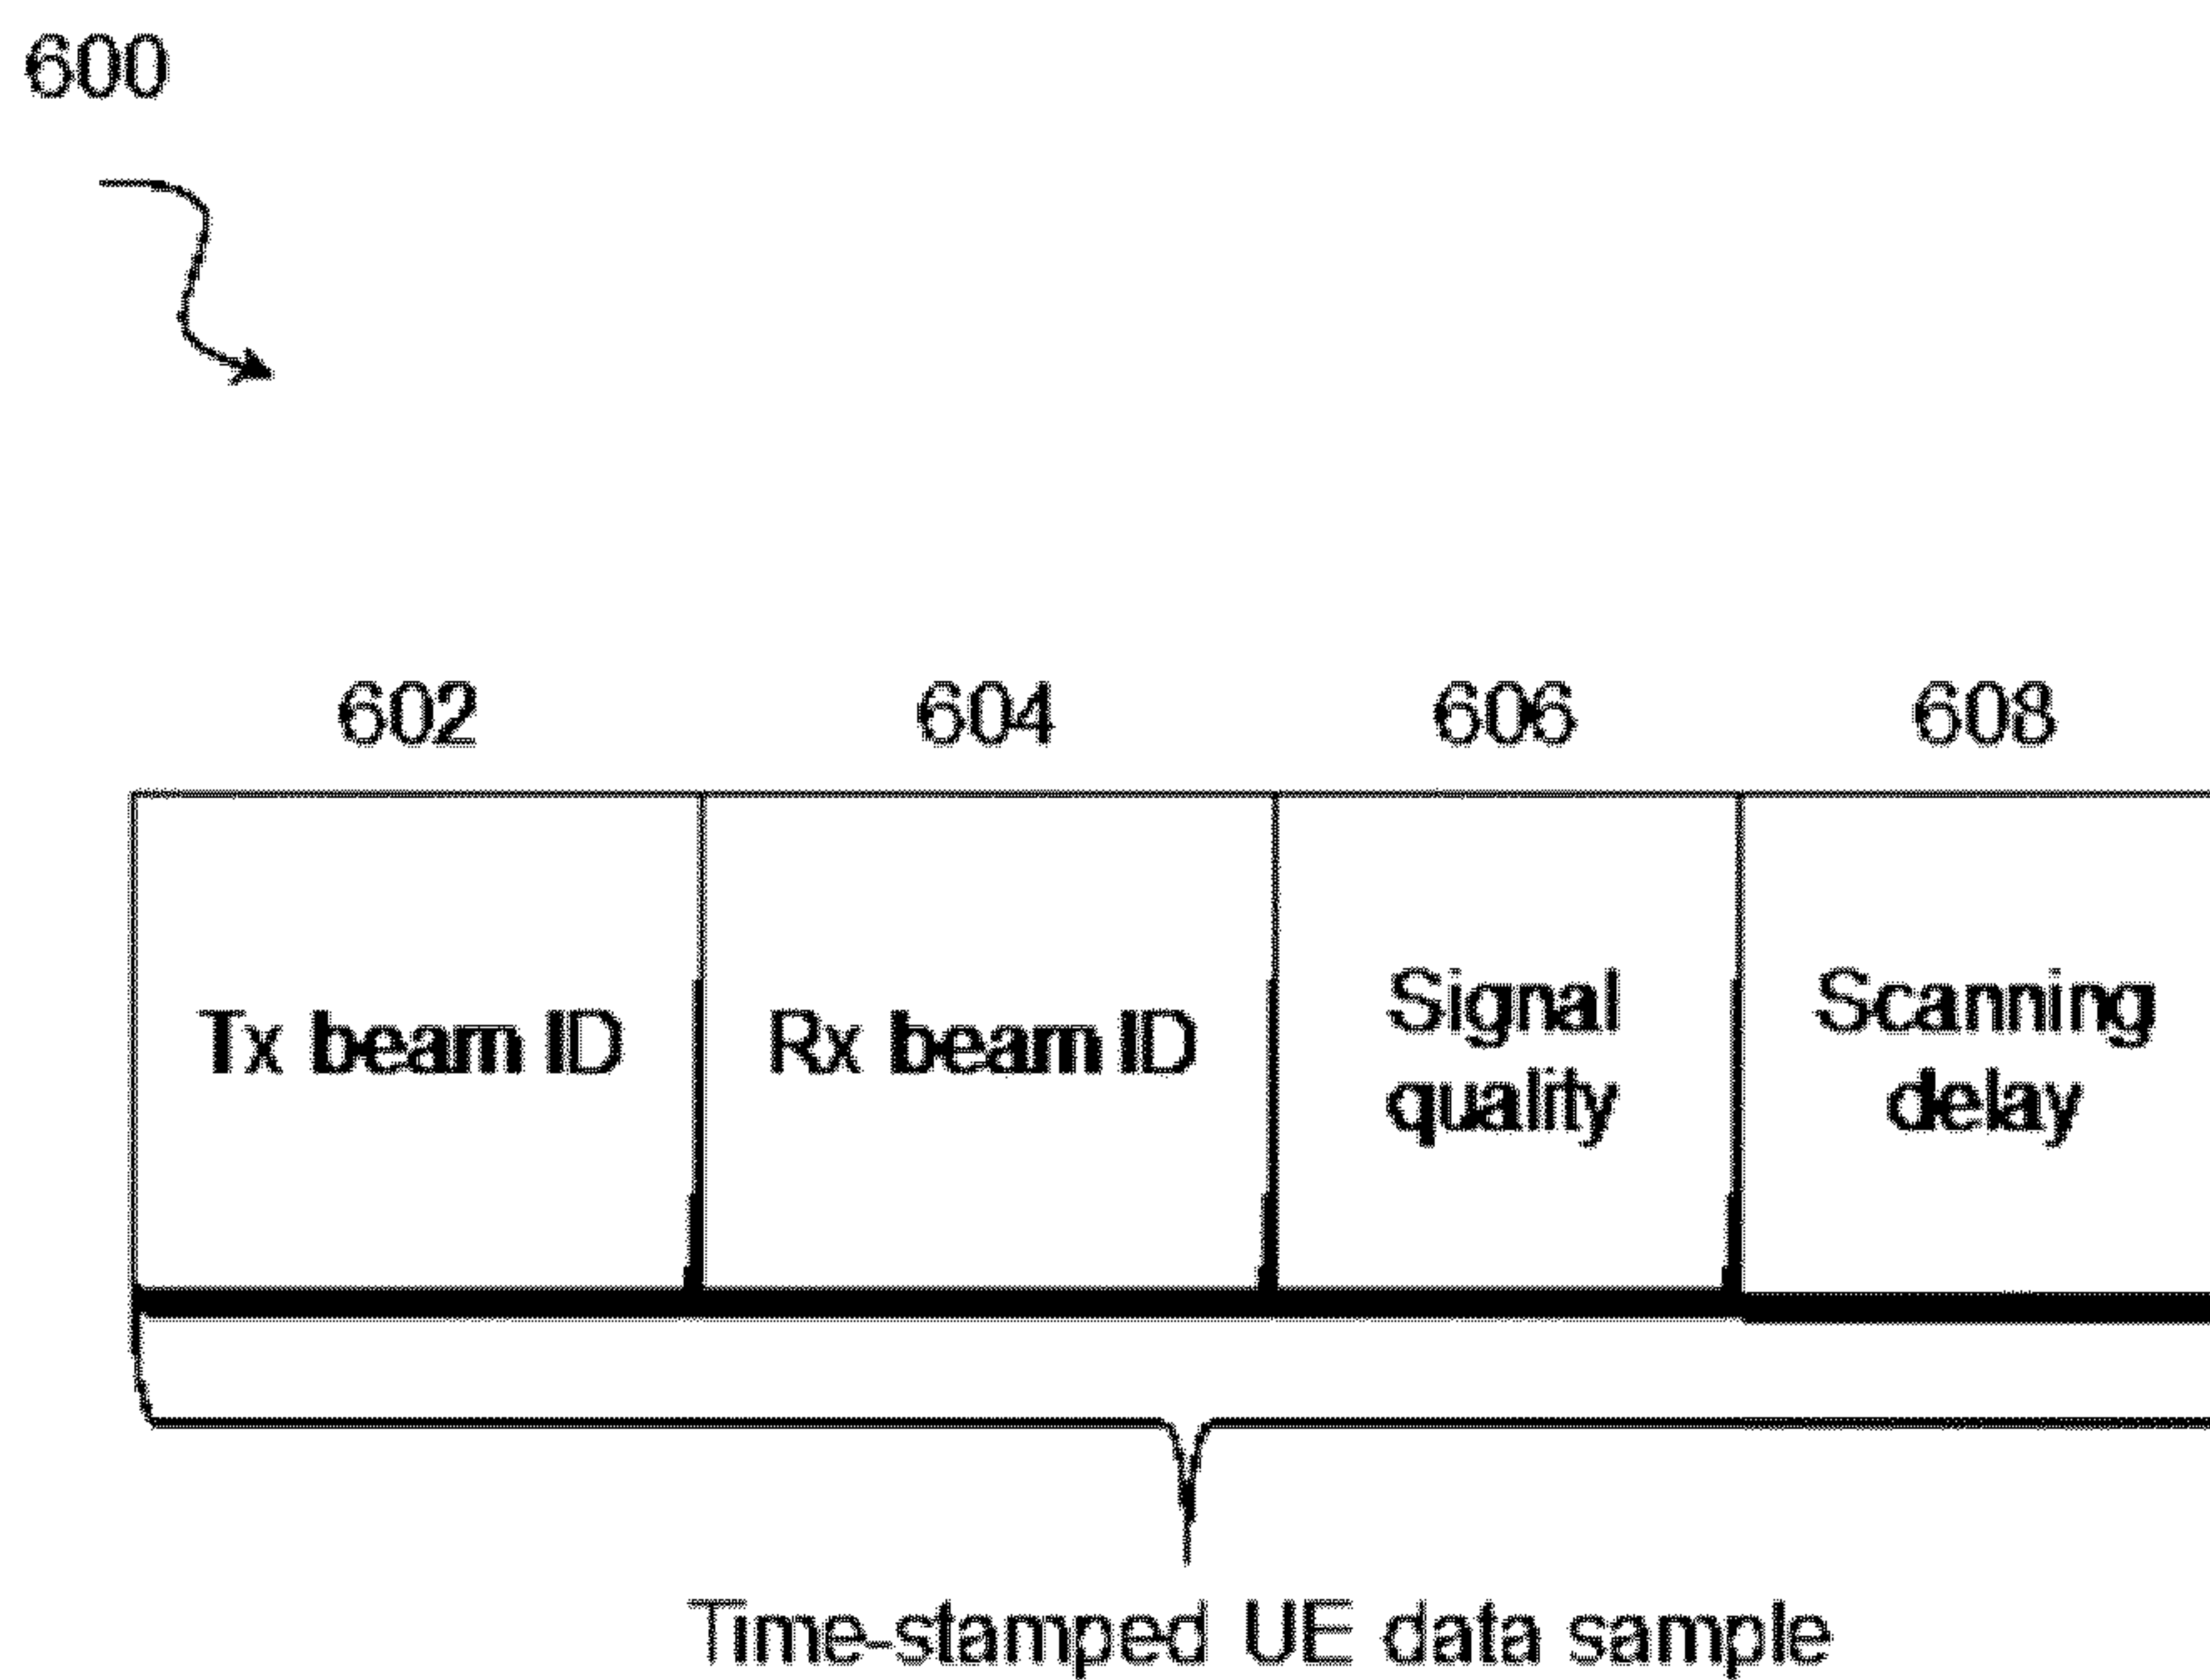 600
602 604 606 608
Tx beam ID
Rx beam ID
Signal
quality
Scanning
delay
Time-stamped UE data sample